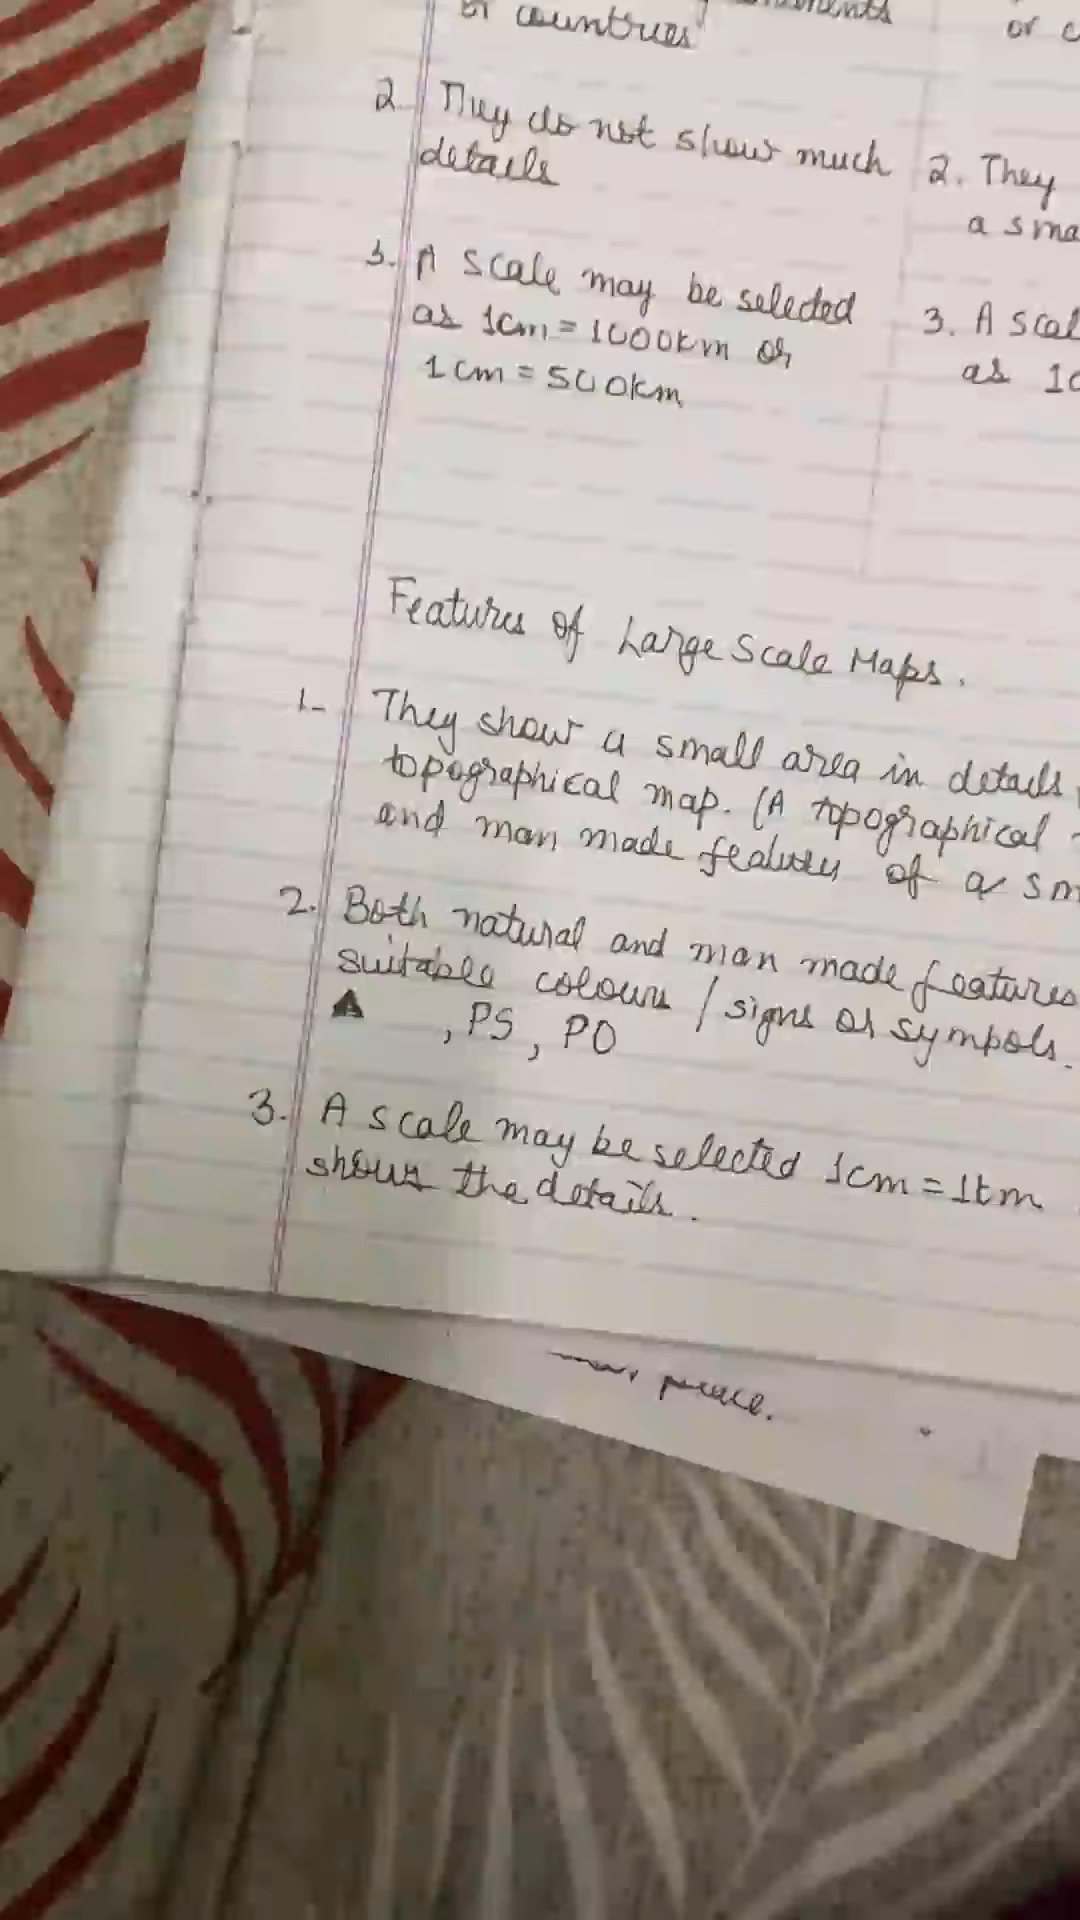 or countries
or c
2. They do not show much
details
2. They
a sma
3. A scale may be selected
as 1cm = 1000km or
1cm = 500km
3. A scal
as 1c
Features of Large Scale Maps.
1- They show a small area in details
topographical map. (A topographical
and man made features of a sm
2. Both natural and man made features
suitable colours / signs or symbols.
, PS, PO
3. A scale may be selected 1cm = 1km
shows the details.